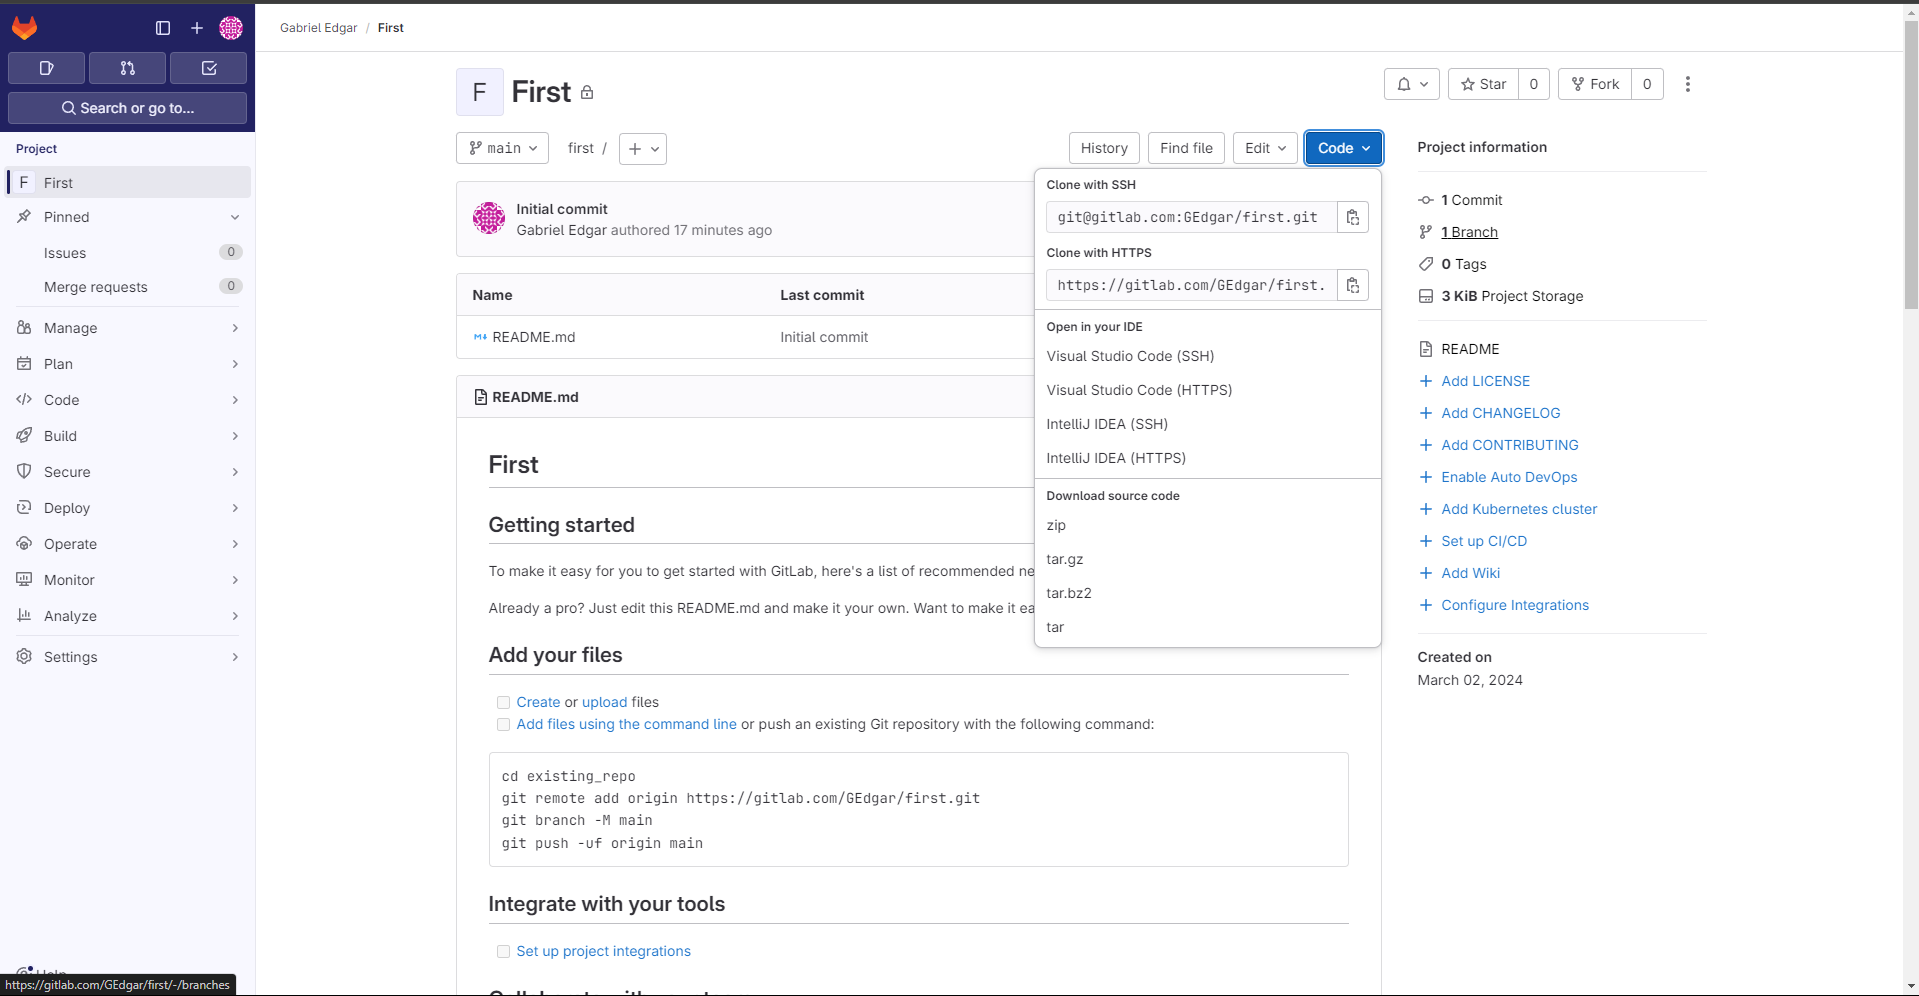 Gabriel Edgar / First
Search or go to...
Project
F First
Pinned
Issues 0
Merge requests 0
Manage
Plan
Code
Build
Secure
Deploy
Operate
Monitor
Analyze
Settings
Help
https://gitlab.com/GEdgar/first/-/branches
F First
Star 0
Fork 0
main
first /
History
Find file
Edit
Code
Initial commit
Gabriel Edgar authored 17 minutes ago
Name Last commit
README.md Initial commit
README.md
First
Getting started
To make it easy for you to get started with GitLab, here's a list of recommended ne
Already a pro? Just edit this README.md and make it your own. Want to make it ea
Add your files
Create or upload files
Add files using the command line or push an existing Git repository with the following command:
cd existing_repo
git remote add origin https://gitlab.com/GEdgar/first.git
git branch -M main
git push -uf origin main
Integrate with your tools
Set up project integrations
Clone with SSH
git@gitlab.com:GEdgar/first.git
Clone with HTTPS
https://gitlab.com/GEdgar/first.
Open in your IDE
Visual Studio Code (SSH)
Visual Studio Code (HTTPS)
IntelliJ IDEA (SSH)
IntelliJ IDEA (HTTPS)
Download source code
zip
tar.gz
tar.bz2
tar
Project information
1 Commit
1 Branch
0 Tags
3 KiB Project Storage
README
Add LICENSE
Add CHANGELOG
Add CONTRIBUTING
Enable Auto DevOps
Add Kubernetes cluster
Set up CI/CD
Add Wiki
Configure Integrations
Created on
March 02, 2024